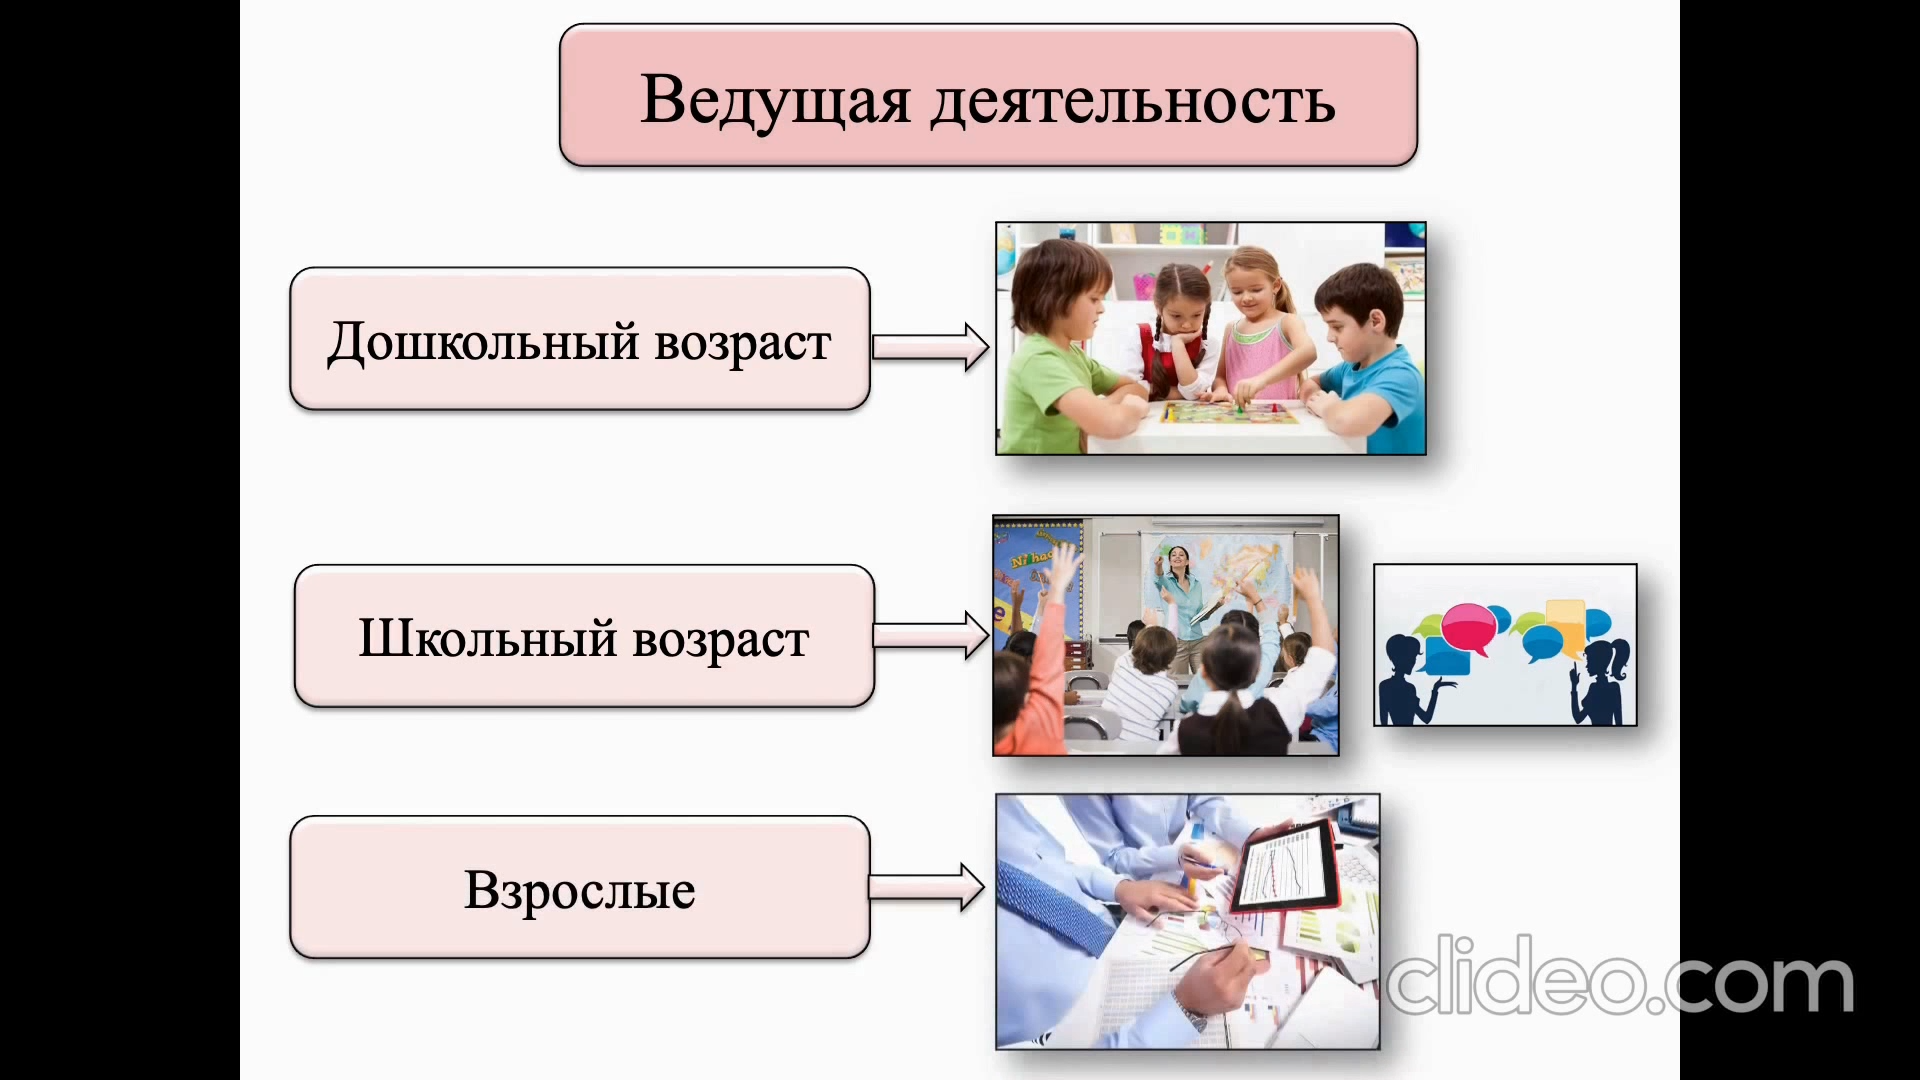 Ведущая деятельность
Дошкольный возраст
Школьный возраст
Взрослые
clideo.com